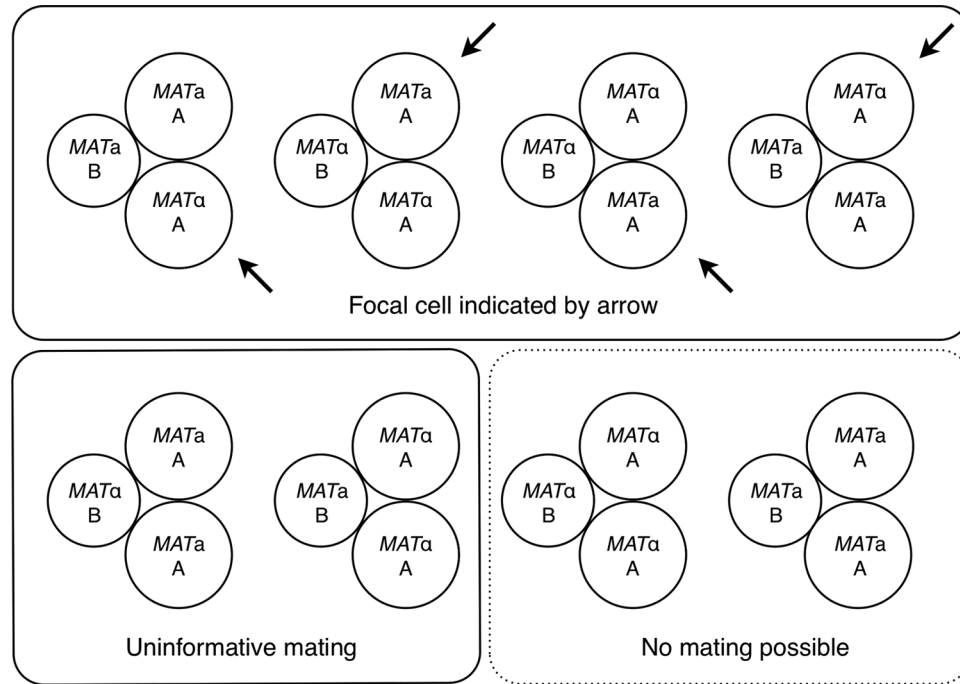 MATa
A
MATa
B
MATα
A
MATa
A
MATα
B
MATα
A
MATα
A
MATα
B
MATa
A
MATα
A
MATa
B
MATa
A
Focal cell indicated by arrow
MATa
A
MATα
B
MATa
A
MATα
A
MATa
B
MATα
A
Uninformative mating
MATα
A
MATα
B
MATα
A
MATa
A
MATa
B
MATa
A
No mating possible